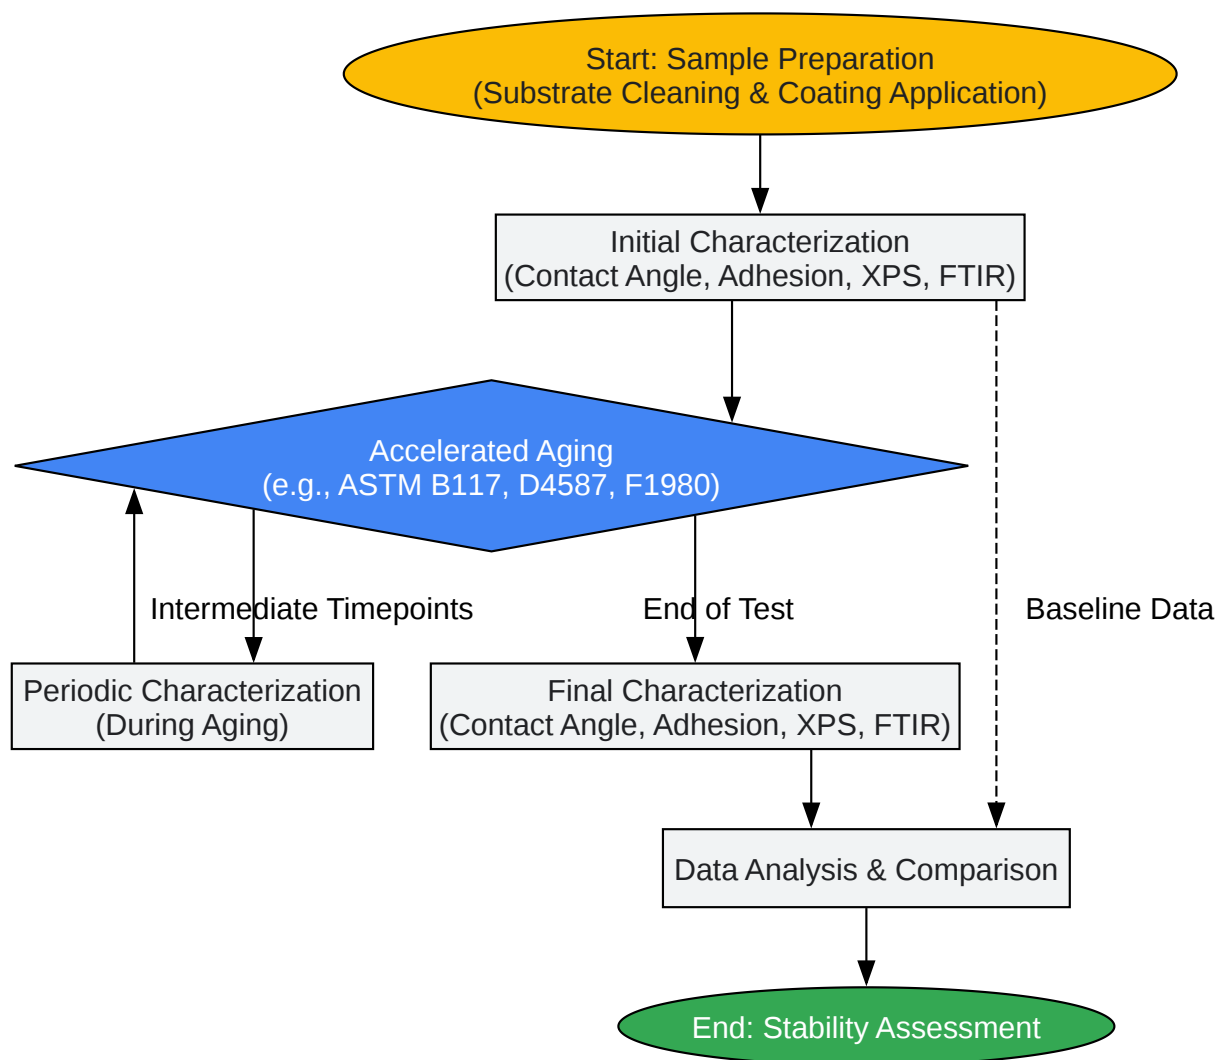 Start: Sample Preparation
(Substrate Cleaning & Coating Application)
Initial Characterization
(Contact Angle, Adhesion, XPS, FTIR)
Accelerated Aging
(e.g., ASTM B117, D4587, F1980)
Intermediate Timepoints
End of Test
Baseline Data
Periodic Characterization
(During Aging)
Final Characterization
(Contact Angle, Adhesion, XPS, FTIR)
Data Analysis & Comparison
End: Stability Assessment